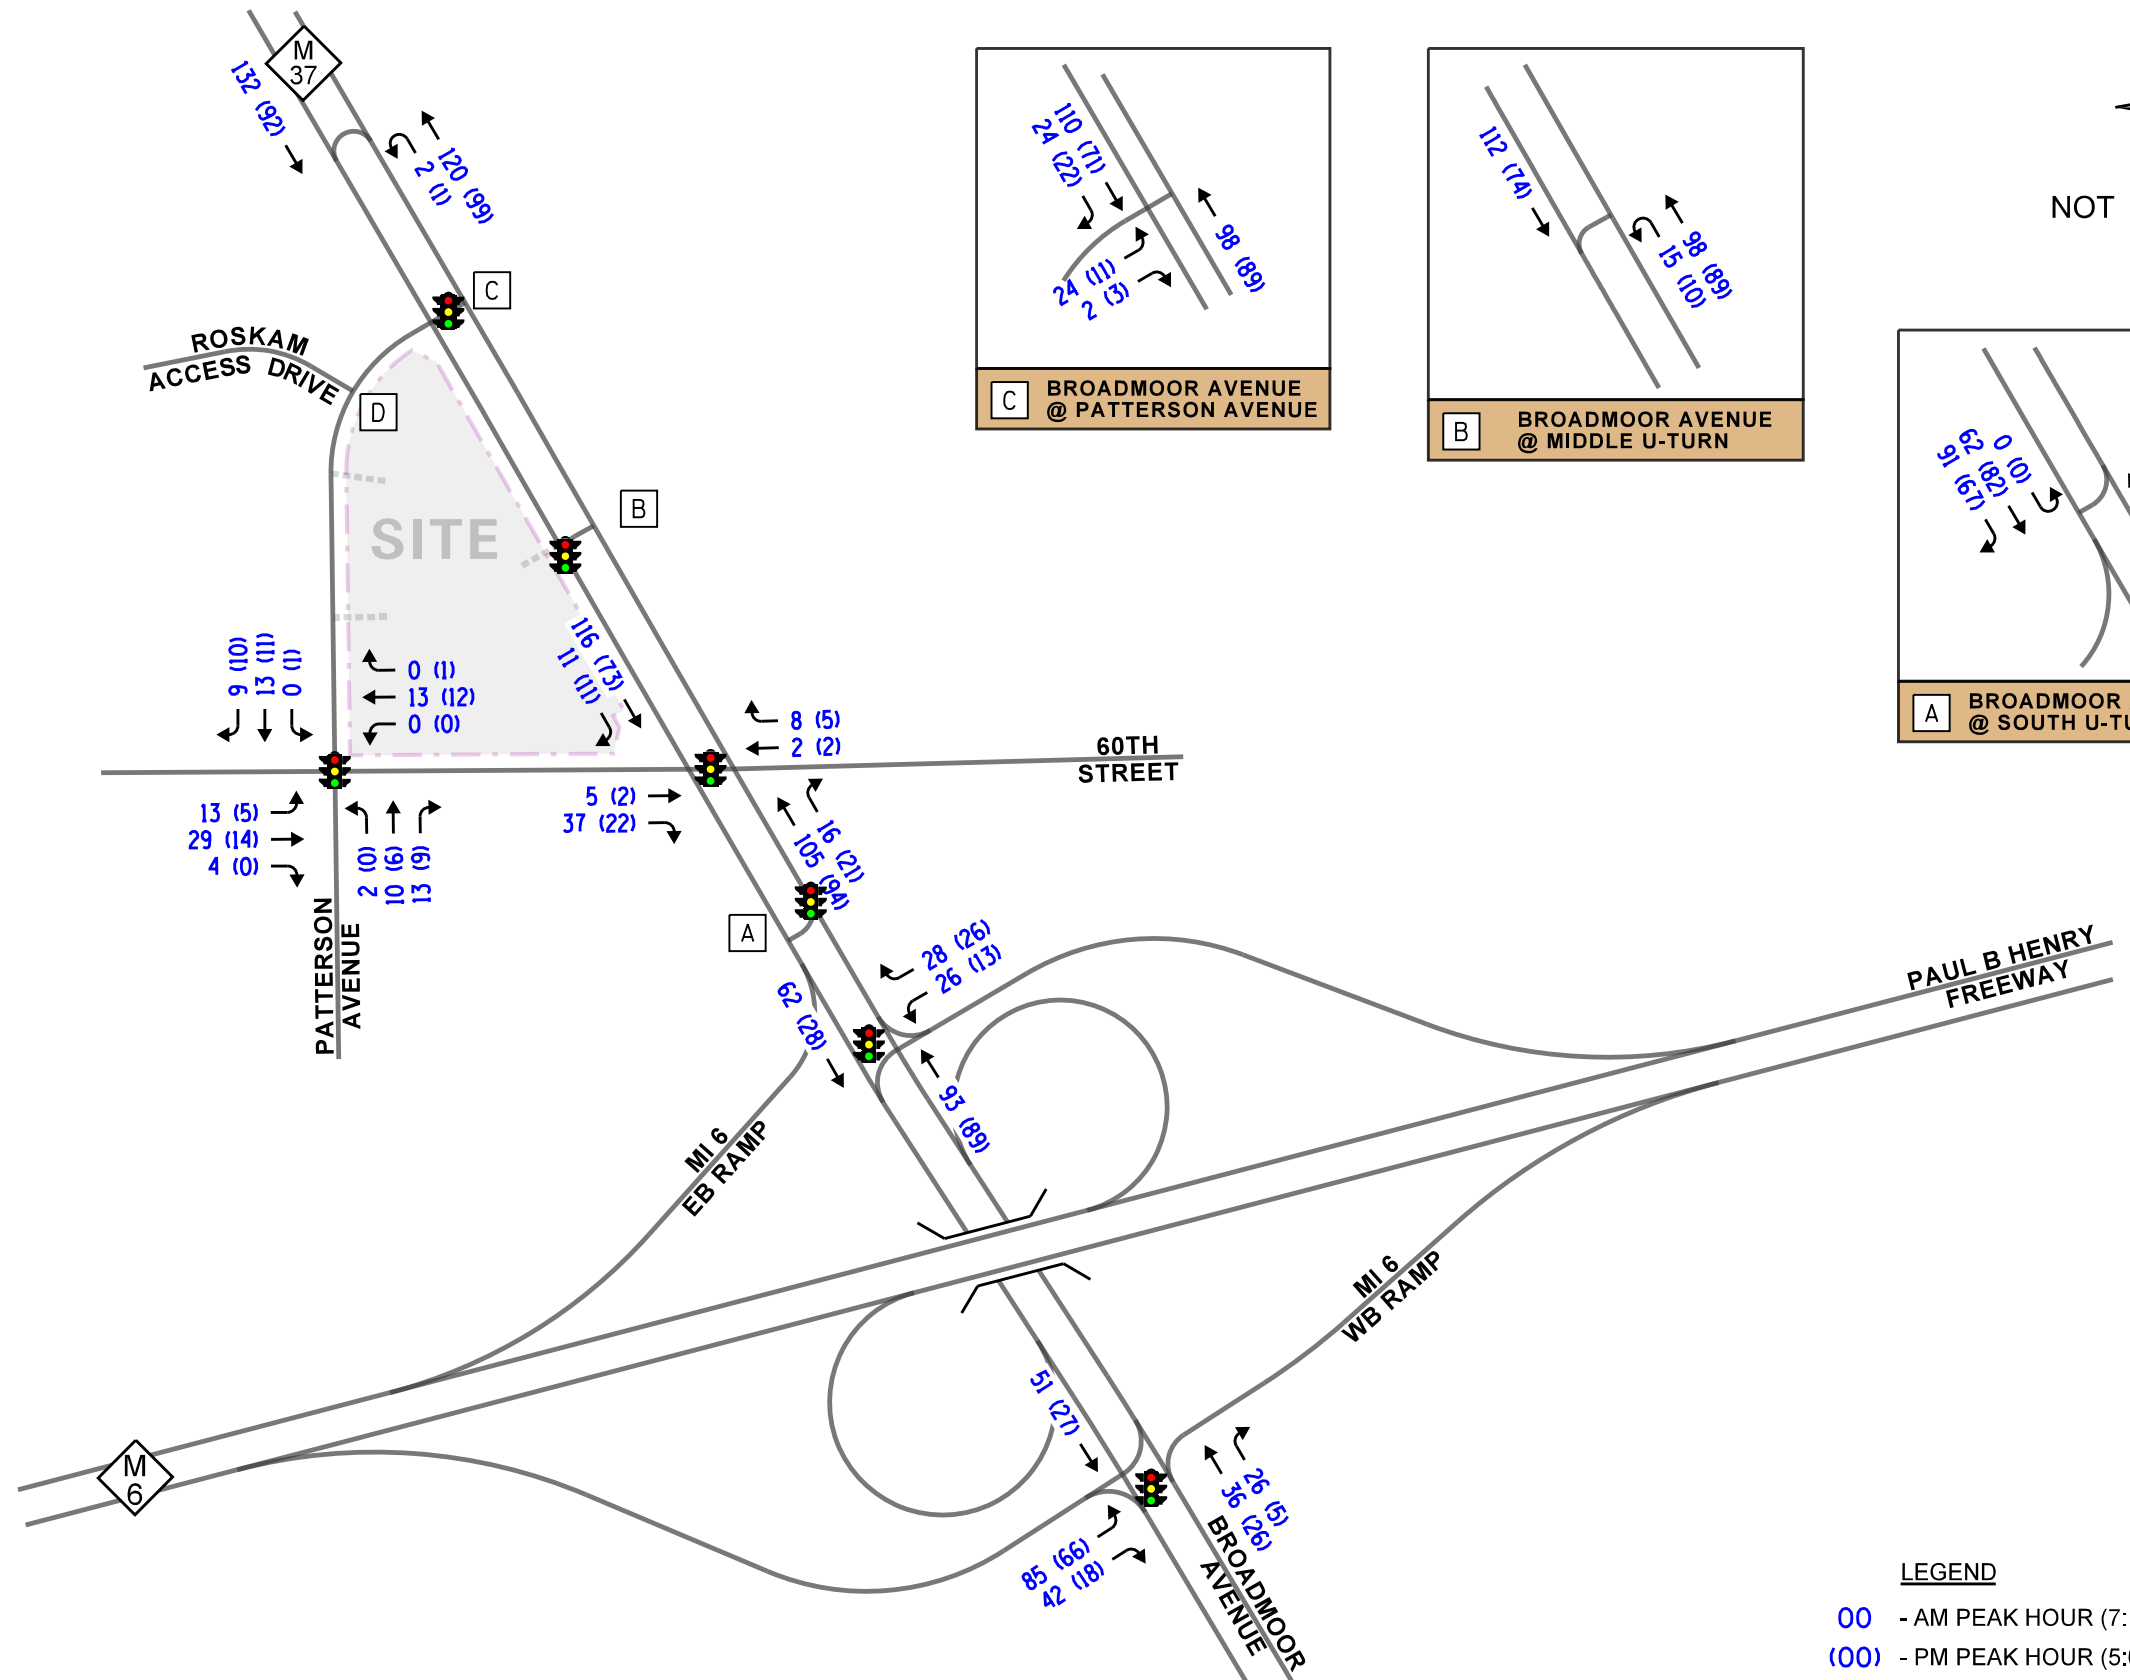 M
37
132 (92)
120 (99)
2 (1)
C
ROSKAM
ACCESS DRIVE
D
SITE
B
9 (10)
13 (11)
0 (1)
0 (1)
13 (12)
0 (0)
116 (73)
11 (11)
8 (5)
2 (2)
60TH
STREET
13 (5)
29 (14)
4 (0)
2 (0)
10 (6)
13 (9)
5 (2)
37 (22)
16 (21)
105 (94)
PATTERSON
AVENUE
A
28 (26)
26 (13)
62 (28)
93 (89)
PAUL B HENRY
FREEWAY
MI 6
EB RAMP
MI 6
WB RAMP
51 (27)
M
6
26 (5)
36 (26)
85 (66)
42 (18)
BROADMOOR
AVENUE
110 (71)
24 (22)
24 (11)
2 (3)
98 (89)
C
BROADMOOR AVENUE
@ PATTERSON AVENUE
112 (74)
98 (89)
15 (10)
B
BROADMOOR AVENUE
@ MIDDLE U-TURN
NOT
0 (0)
62 (82)
91 (67)
A
BROADMOOR
@ SOUTH U-TU
LEGEND
00 - AM PEAK HOUR (7:
(00) - PM PEAK HOUR (5: